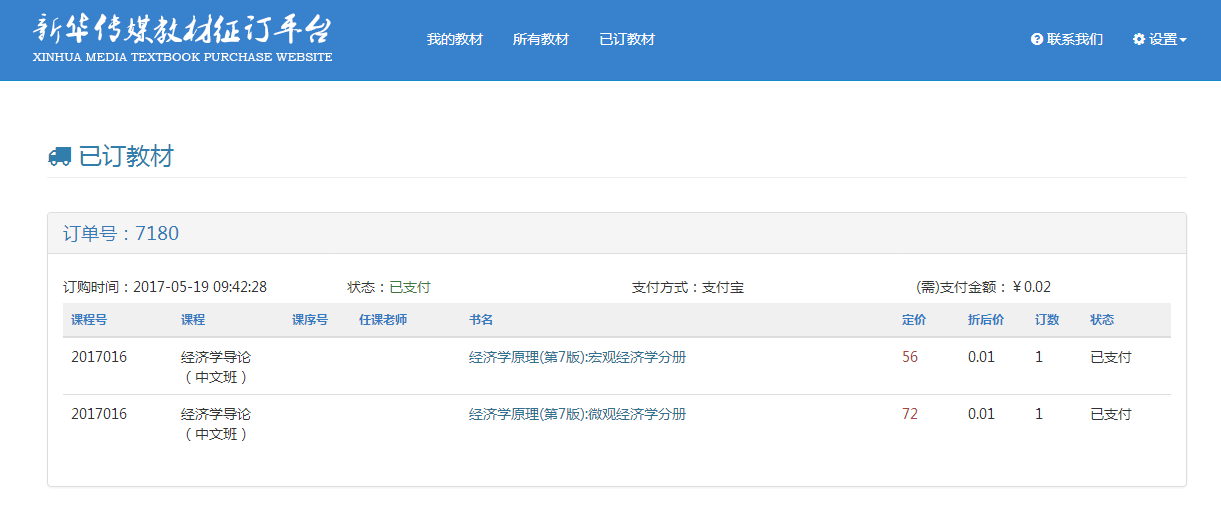 新华传媒教材征订平台
XINHUA MEDIA TEXTBOOK PURCHASE WEBSITE
我的教材 所有教材 已订教材 联系我们 设置
已订教材
订单号：7180
订购时间：2017-05-19 09:42:28 状态：已支付 支付方式：支付宝 (需)支付金额：￥0.02
课程号 课程 课序号 任课老师 书名 定价 折后价 订数 状态
2017016 经济学导论 经济学原理(第7版):宏观经济学分册 56 0.01 1 已支付
（中文班）
2017016 经济学导论 经济学原理(第7版):微观经济学分册 72 0.01 1 已支付
（中文班）